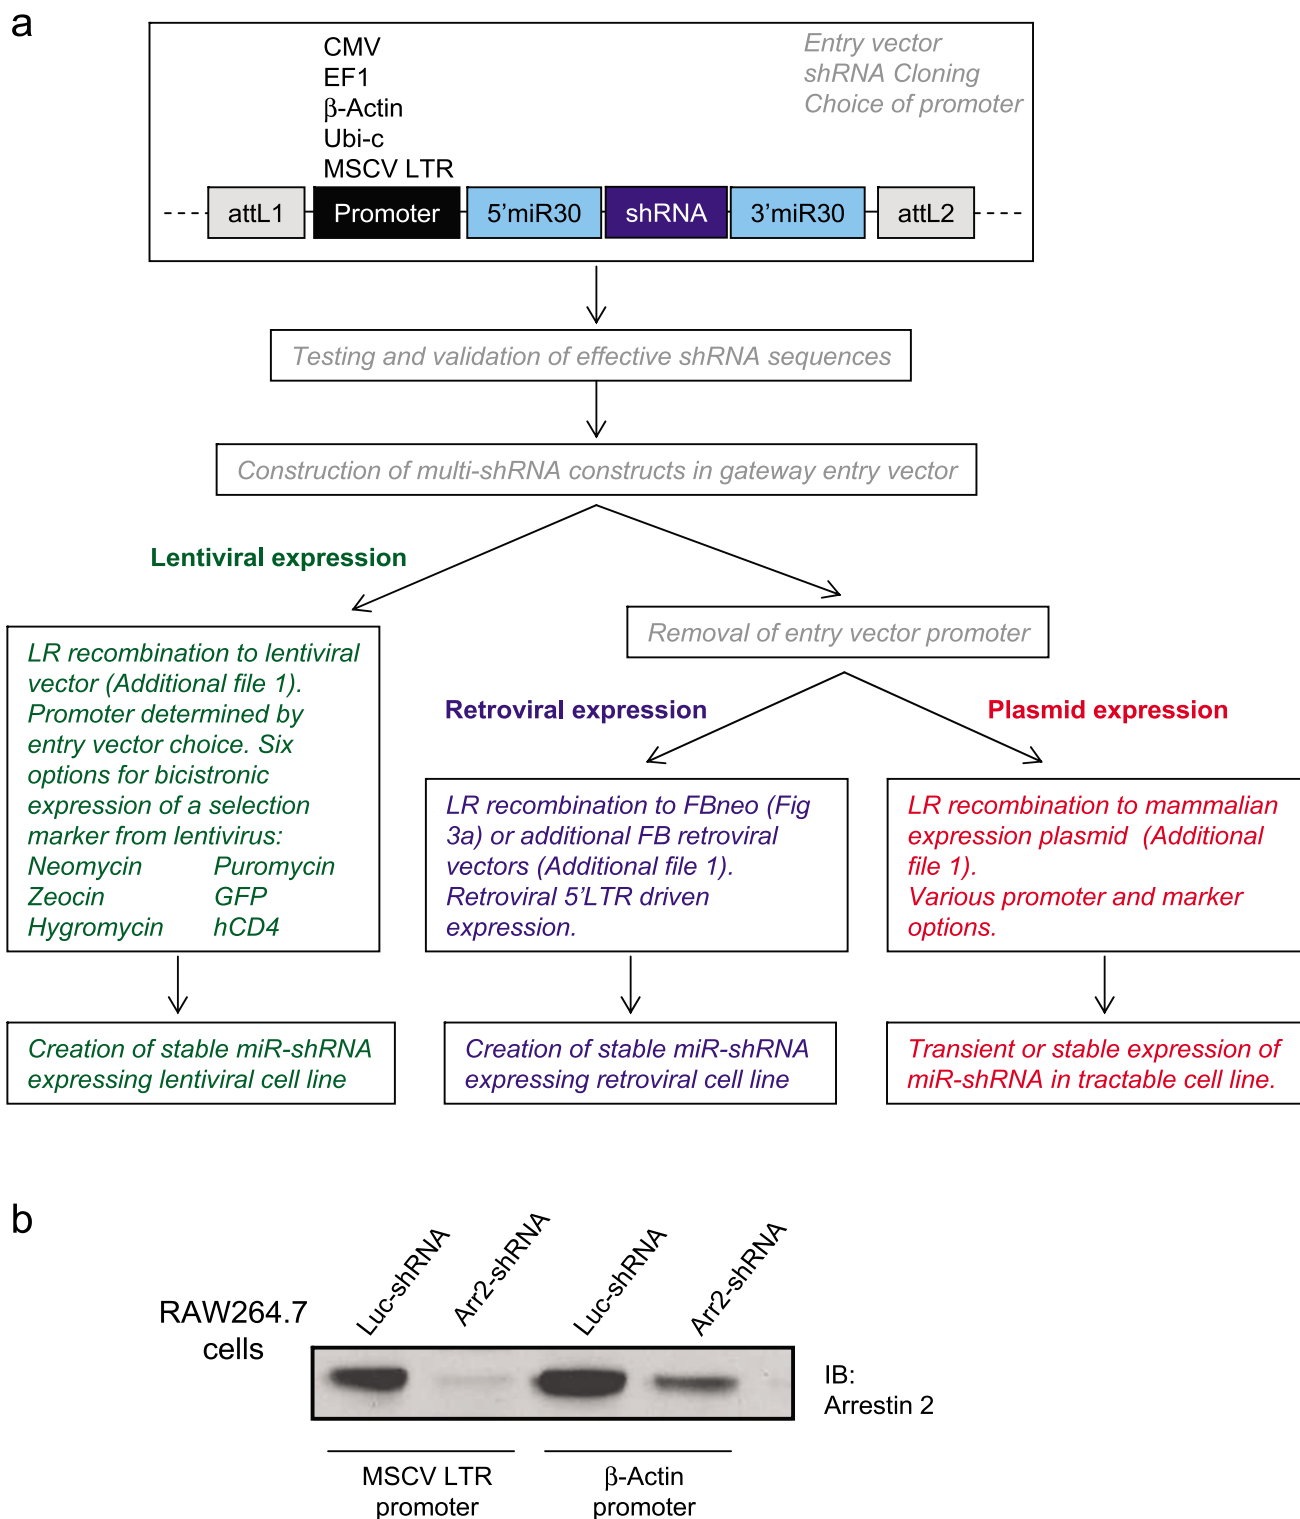 a
CMV
EF1
β-Actin
Ubi-c
MSCV LTR
Entry vector
shRNA Cloning
Choice of promoter
attL1
Promoter
5’miR30
shRNA
3’miR30
attL2
Testing and validation of effective shRNA sequences
Construction of multi-shRNA constructs in gateway entry vector
Lentiviral expression
Removal of entry vector promoter
LR recombination to lentiviral
vector (Additional file 1).
Promoter determined by
entry vector choice. Six
options for bicistronic
expression of a selection
marker from lentivirus:
Neomycin Puromycin
Zeocin GFP
Hygromycin hCD4
Retroviral expression
Plasmid expression
LR recombination to FBneo (Fig
3a) or additional FB retroviral
vectors (Additional file 1).
Retroviral 5’LTR driven
expression.
LR recombination to mammalian
expression plasmid (Additional
file 1).
Various promoter and marker
options.
Creation of stable miR-shRNA
expressing lentiviral cell line
Creation of stable miR-shRNA
expressing retroviral cell line
Transient or stable expression of
miR-shRNA in tractable cell line.
b
RAW264.7
cells
Luc-shRNA
Arr2-shRNA
Luc-shRNA
Arr2-shRNA
IB:
Arrestin 2
MSCV LTR
promoter
β-Actin
promoter